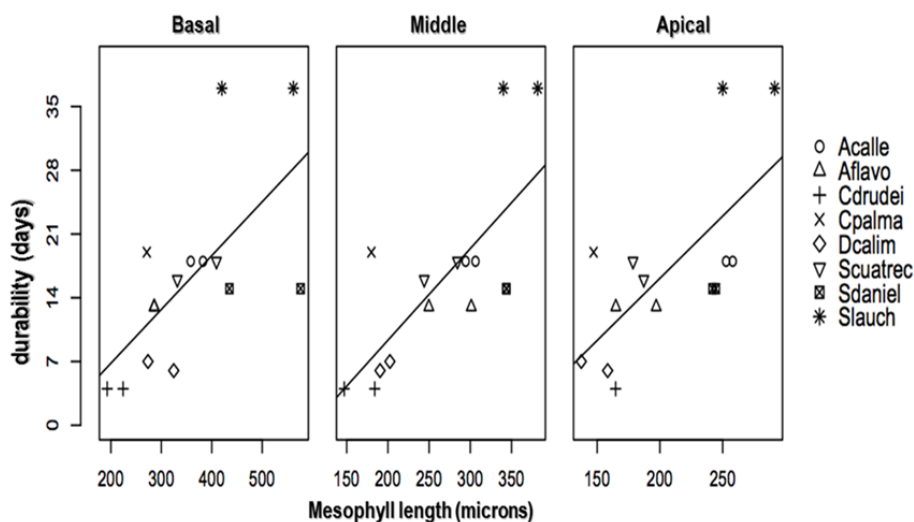 Basal Middle Apical
durability (days)
35
28
21
14
7
0
Acalle
Aflavo
Cdrudei
Cpalma
Dcalim
Scuatrec
Sdaniel
Slauch
200 300 400 500 150 200 250 300 350 150 200 250
Mesophyll length (microns)